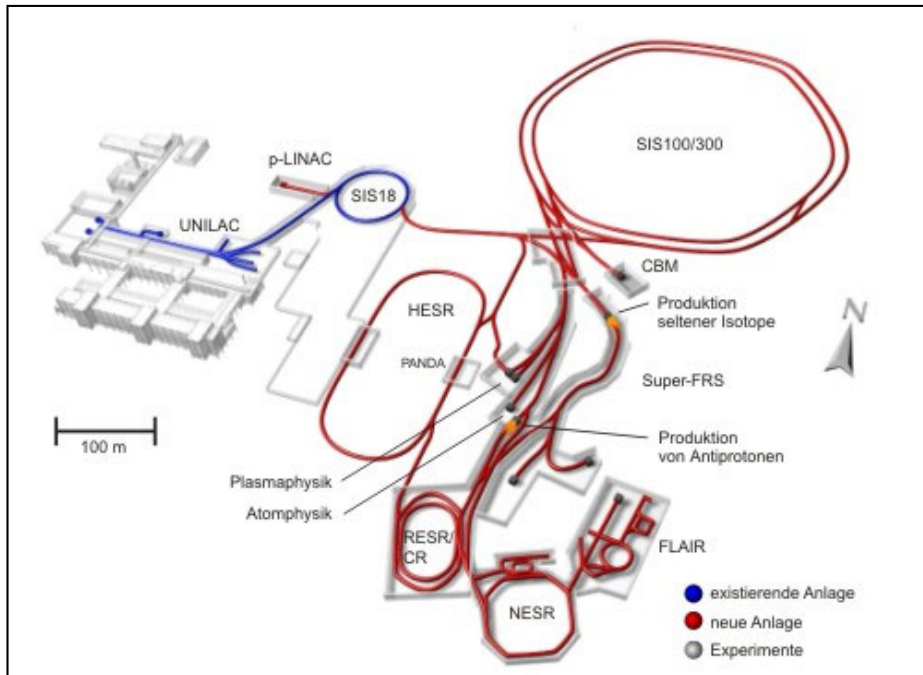 SIS100/300
p-LINAC
SIS18
UNILAC
CBM
N
HESR
Produktion
seltener Isotope
PANDA
Super-FRS
100 m
Produktion
von Antiprotonen
Plasmaphysik
Atomphysik
RESR/
CR
FLAIR
NESR
existierende Anlage
neue Anlage
Experimente